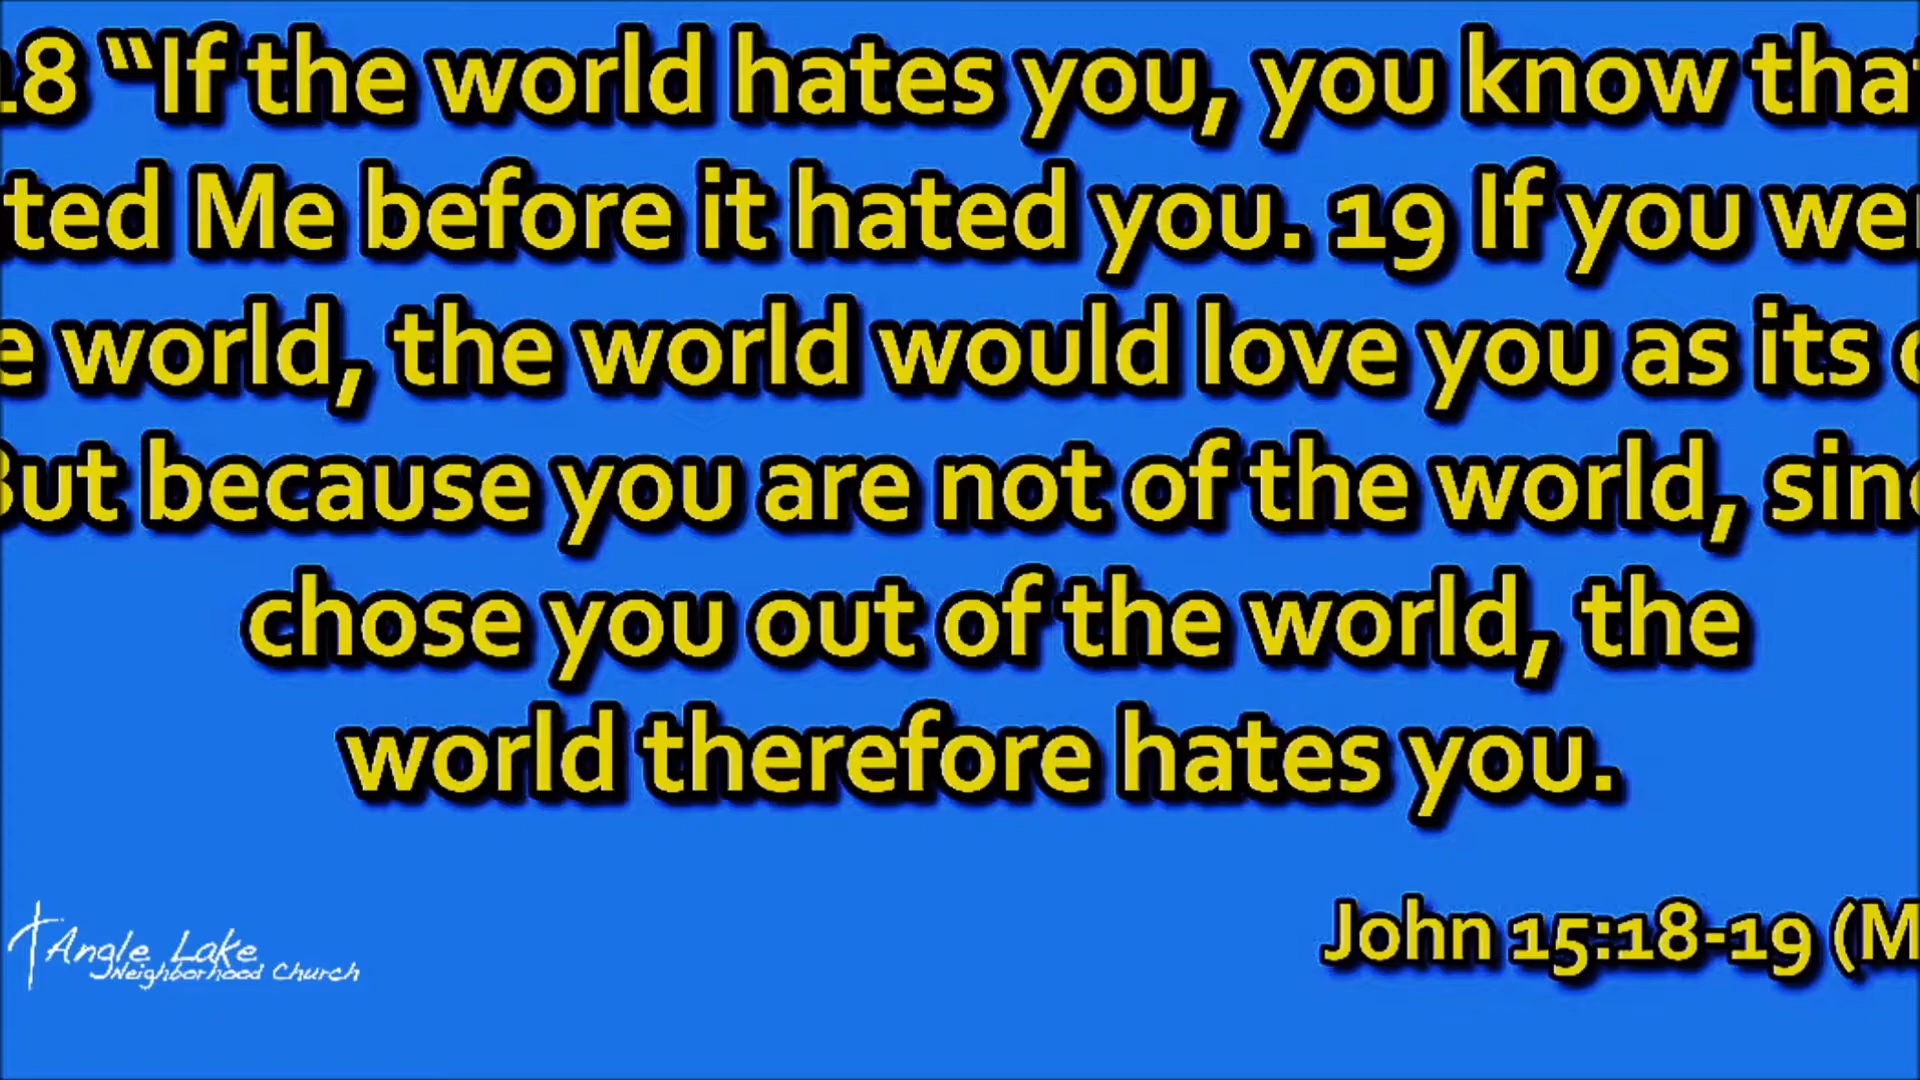 18 “If the world hates you, you know that
ted Me before it hated you. 19 If you we
e world, the world would love you as its
But because you are not of the world, sin
chose you out of the world, the
world therefore hates you.
John 15:18-19 (M
Angle Lake
Neighborhood Church